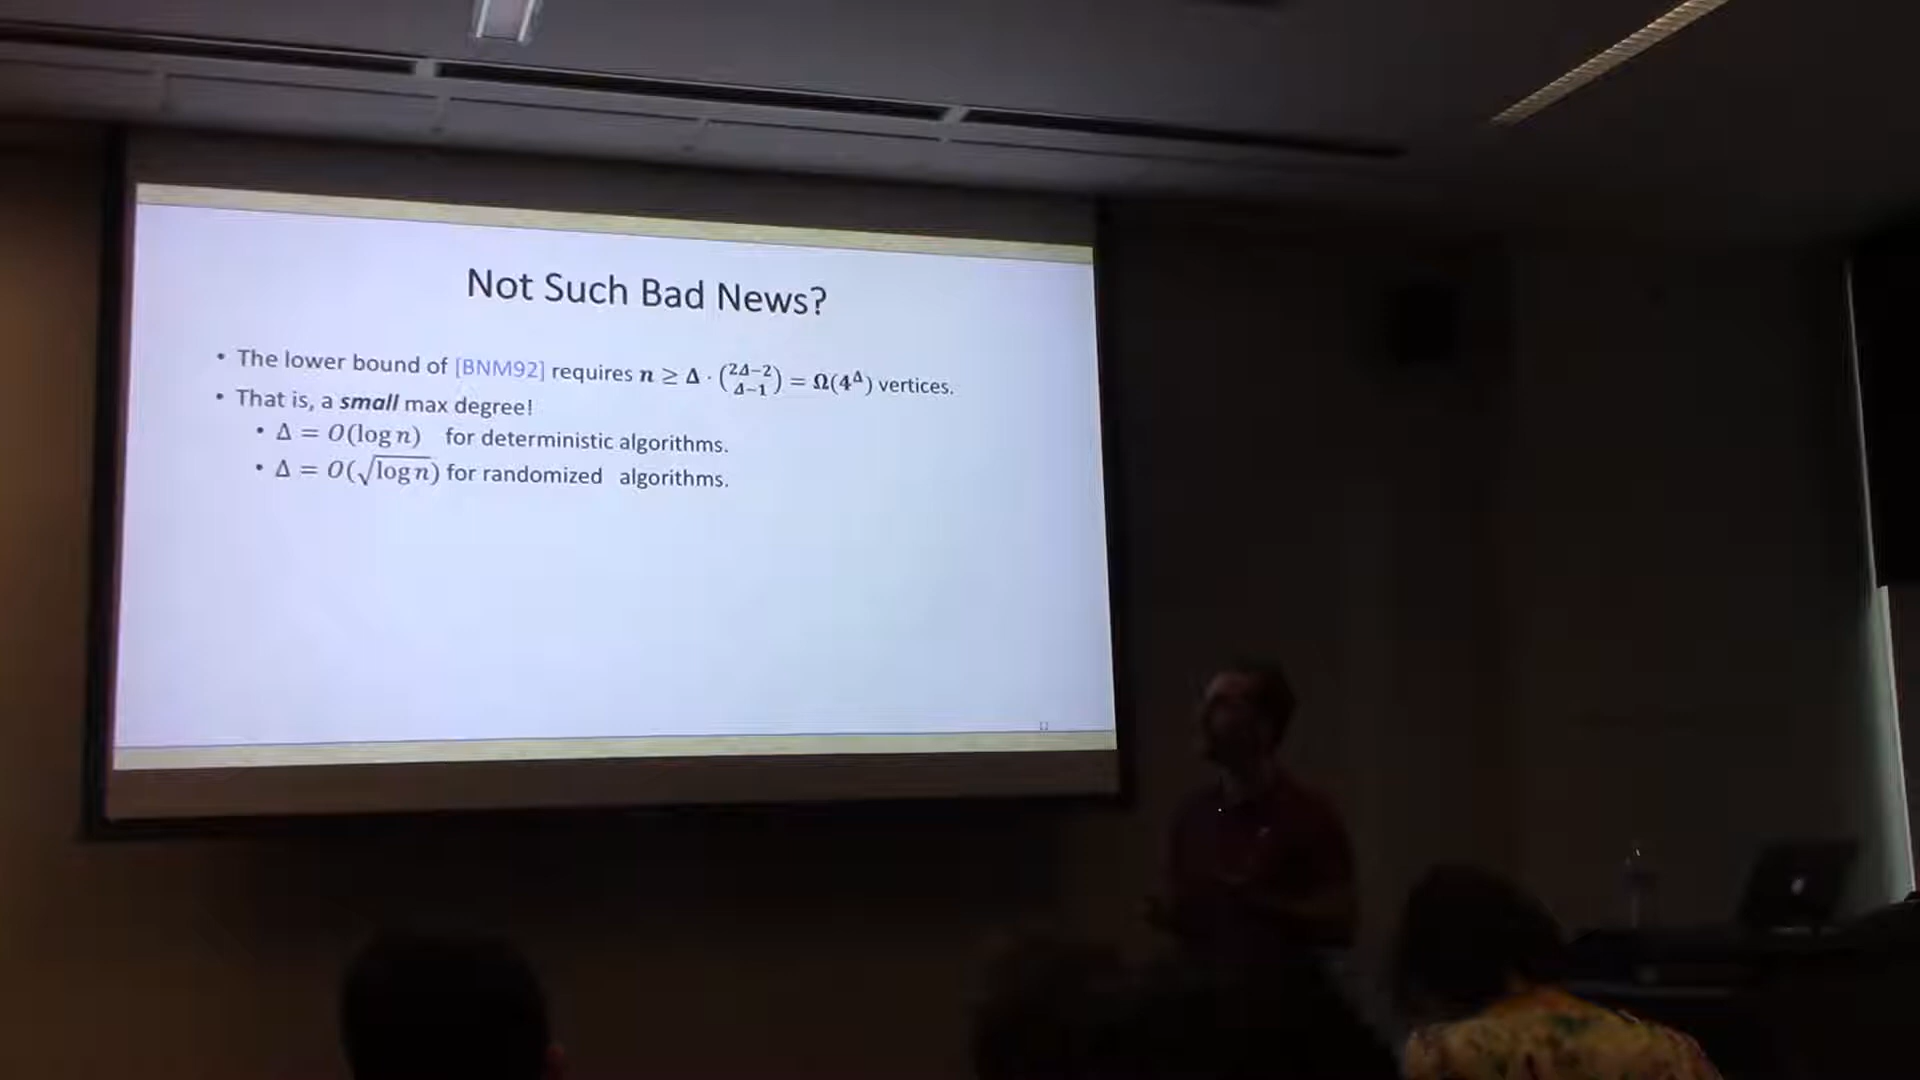 Not Such Bad News?
• The lower bound of [BNM92] requires n ≥ Δ · (2Δ−2 Δ−1) = Ω(4^Δ) vertices.
• That is, a small max degree!
• Δ = O(log n) for deterministic algorithms.
• Δ = O(√log n) for randomized algorithms.